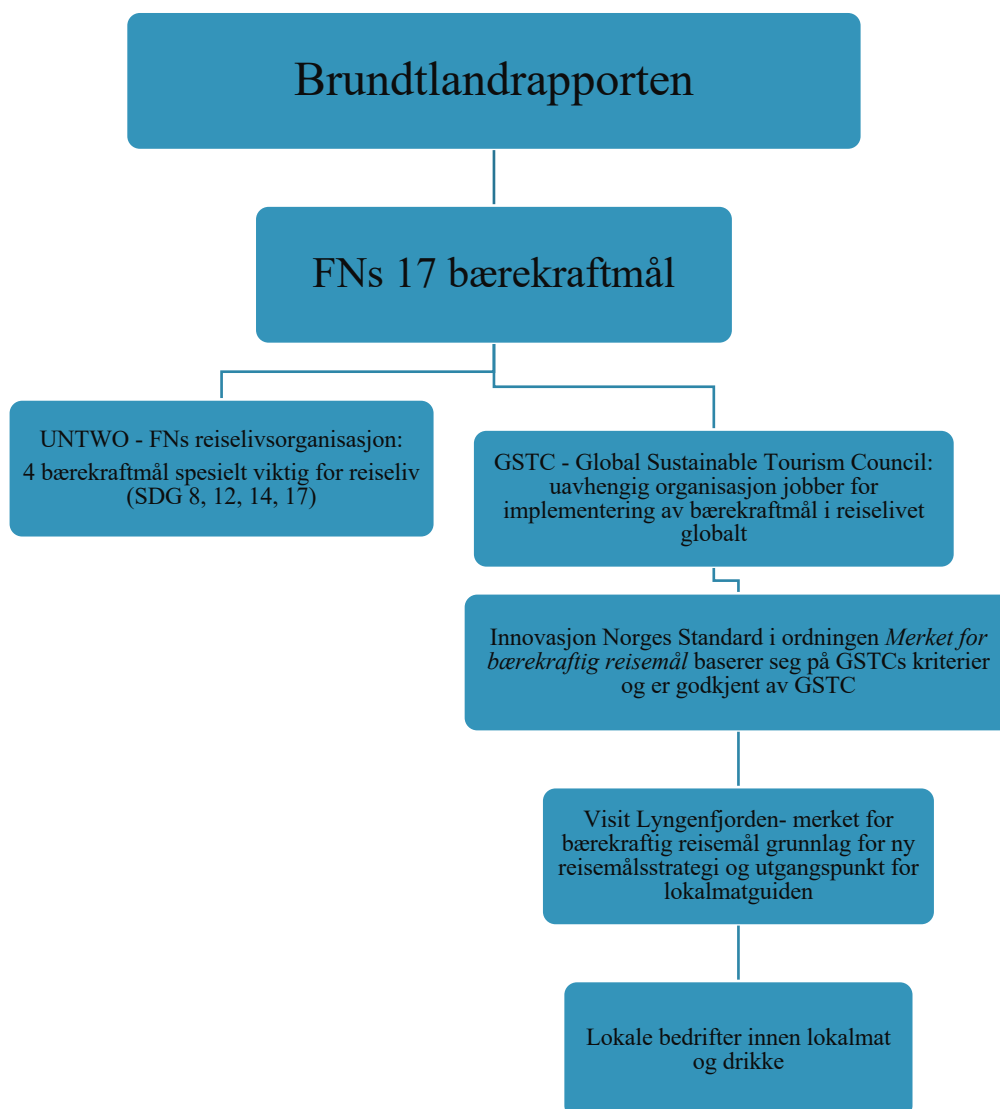 Brundtlandrapporten
FNs 17 bærekraftmål
UNTWO - FNs reiselivsorganisasjon:
4 bærekraftmål spesielt viktig for reiseliv
(SDG 8, 12, 14, 17)
GSTC - Global Sustainable Tourism Council:
uavhengig organisasjon jobber for
implementering av bærekraftmål i reiselivet
globalt
Innovasjon Norges Standard i ordningen Merket for
bærekraftig reisemål baserer seg på GSTCs kriterier
og er godkjent av GSTC
Visit Lyngenfjorden- merket for
bærekraftig reisemål grunnlag for ny
reisemålsstrategi og utgangspunkt for
lokalmatguiden
Lokale bedrifter innen lokalmat
og drikke